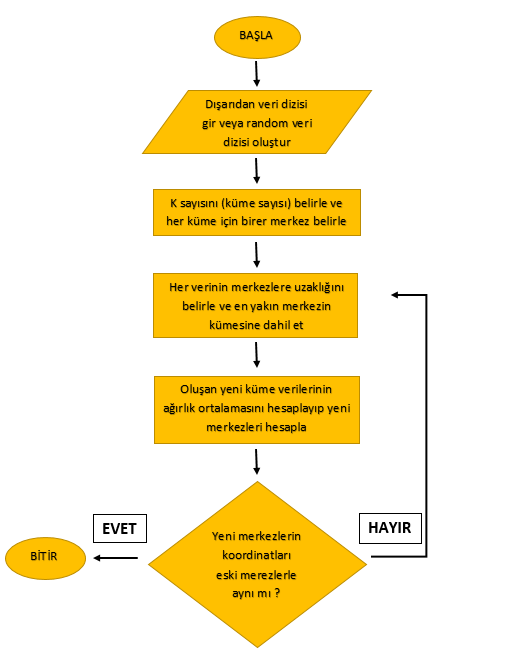 BAŞLA
Dışarıdan veri dizisi
gir veya random veri
dizisi oluştur
K sayısını (küme sayısı) belirle ve
her küme için birer merkez belirle
Her verinin merkezlere uzaklığını
belirle ve en yakın merkezin
kümesine dahil et
Oluşan yeni küme verilerinin
ağırlık ortalamasını hesaplayıp yeni
merkezleri hesapla
Yeni merkezlerin
koordinatları
eski merezlerle
aynı mı ?
EVET
HAYIR
BİTİR